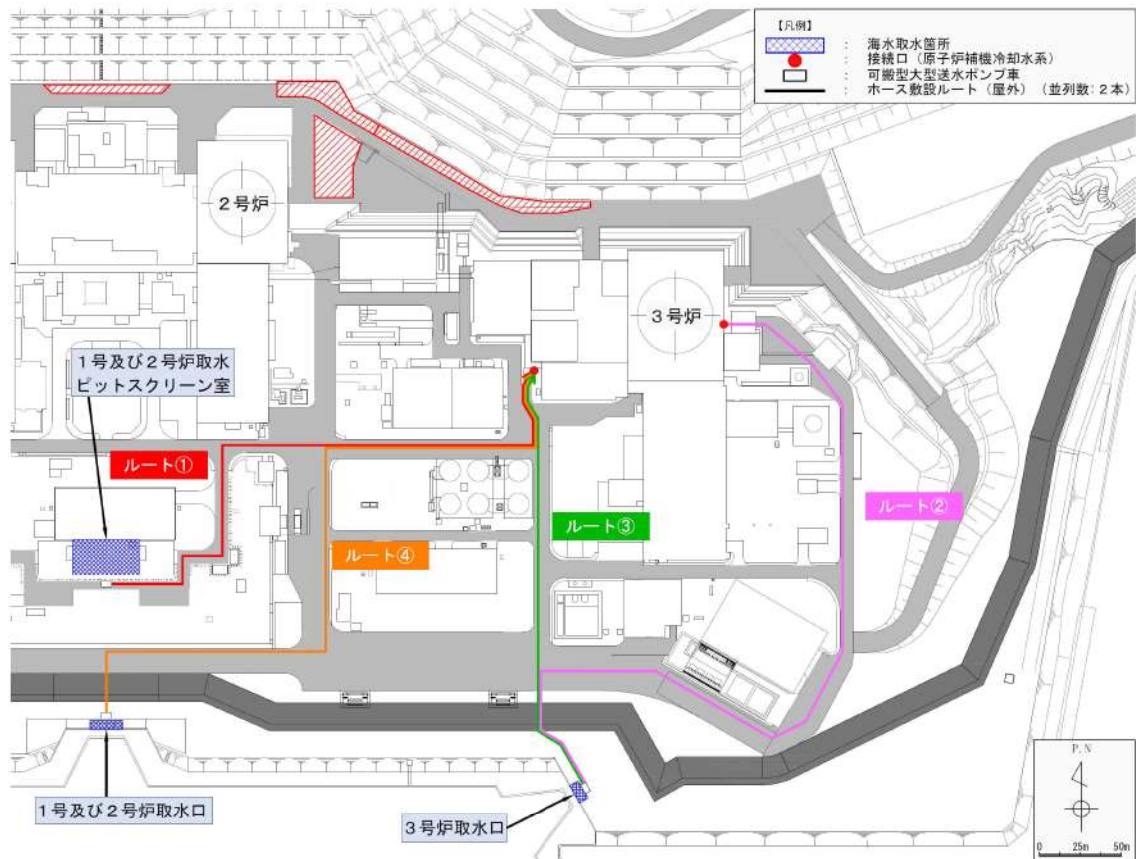 【凡例】
： 海水取水箇所
： 接続口（原子炉補機冷却水系）
： 可搬型大型送水ポンプ車
： ホース敷設ルート（屋外）（並列数：2本）
2号炉
3号炉
1号及び2号炉取水
ピットスクリーン室
ルート①
ルート②
ルート③
ルート④
1号及び2号炉取水口
3号炉取水口
P.N
0 25m 50m